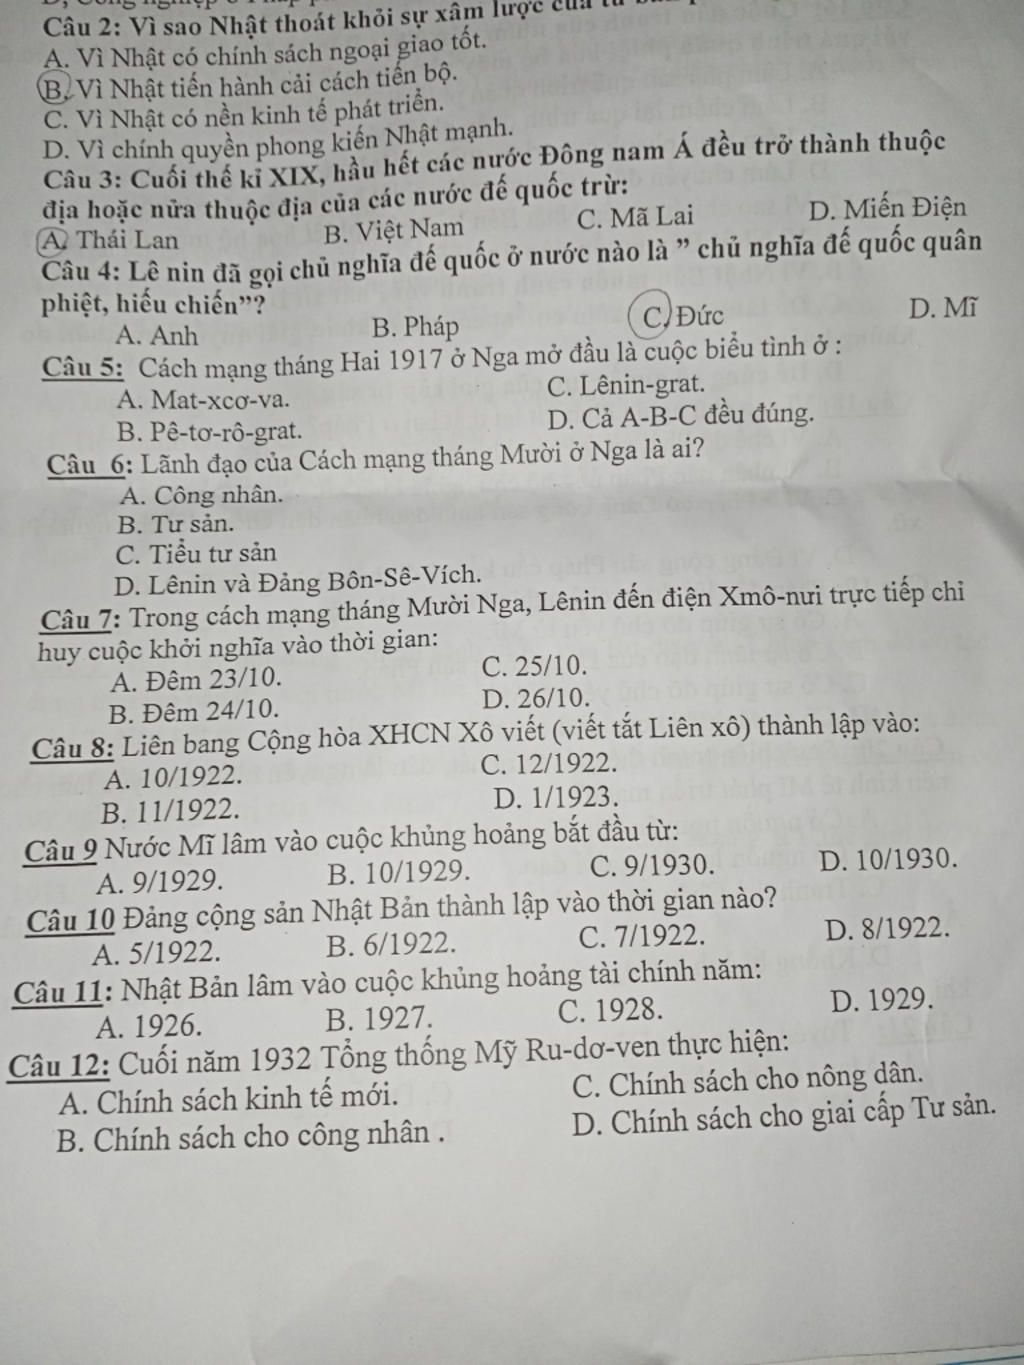 Câu 2: Vì sao Nhật thoát khỏi sự xâm lược của
A. Vì Nhật có chính sách ngoại giao tốt.
B. Vì Nhật tiến hành cải cách tiến bộ.
C. Vì Nhật có nền kinh tế phát triển.
D. Vì chính quyền phong kiến Nhật mạnh.
Câu 3: Cuối thế kỉ XIX, hầu hết các nước Đông nam Á đều trở thành thuộc
địa hoặc nửa thuộc địa của các nước đế quốc trừ:
A. Thái Lan B. Việt Nam C. Mã Lai D. Miến Điện
Câu 4: Lê nin đã gọi chủ nghĩa đế quốc ở nước nào là ” chủ nghĩa đế quốc quân
phiệt, hiếu chiến”?
A. Anh B. Pháp C. Đức D. Mĩ
Câu 5: Cách mạng tháng Hai 1917 ở Nga mở đầu là cuộc biểu tình ở :
A. Mat-xcơ-va. C. Lênin-grat.
B. Pê-tơ-rô-grat. D. Cả A-B-C đều đúng.
Câu 6: Lãnh đạo của Cách mạng tháng Mười ở Nga là ai?
A. Công nhân.
B. Tư sản.
C. Tiểu tư sản
D. Lênin và Đảng Bôn-Sê-Vích.
Câu 7: Trong cách mạng tháng Mười Nga, Lênin đến điện Xmô-nưi trực tiếp chỉ
huy cuộc khởi nghĩa vào thời gian:
A. Đêm 23/10. C. 25/10.
B. Đêm 24/10. D. 26/10.
Câu 8: Liên bang Cộng hòa XHCN Xô viết (viết tắt Liên xô) thành lập vào:
A. 10/1922. C. 12/1922.
B. 11/1922. D. 1/1923.
Câu 9 Nước Mĩ lâm vào cuộc khủng hoảng bắt đầu từ:
A. 9/1929. B. 10/1929. C. 9/1930. D. 10/1930.
Câu 10 Đảng cộng sản Nhật Bản thành lập vào thời gian nào?
A. 5/1922. B. 6/1922. C. 7/1922. D. 8/1922.
Câu 11: Nhật Bản lâm vào cuộc khủng hoảng tài chính năm:
A. 1926. B. 1927. C. 1928. D. 1929.
Câu 12: Cuối năm 1932 Tổng thống Mỹ Ru-dơ-ven thực hiện:
A. Chính sách kinh tế mới. C. Chính sách cho nông dân.
B. Chính sách cho công nhân . D. Chính sách cho giai cấp Tư sản.